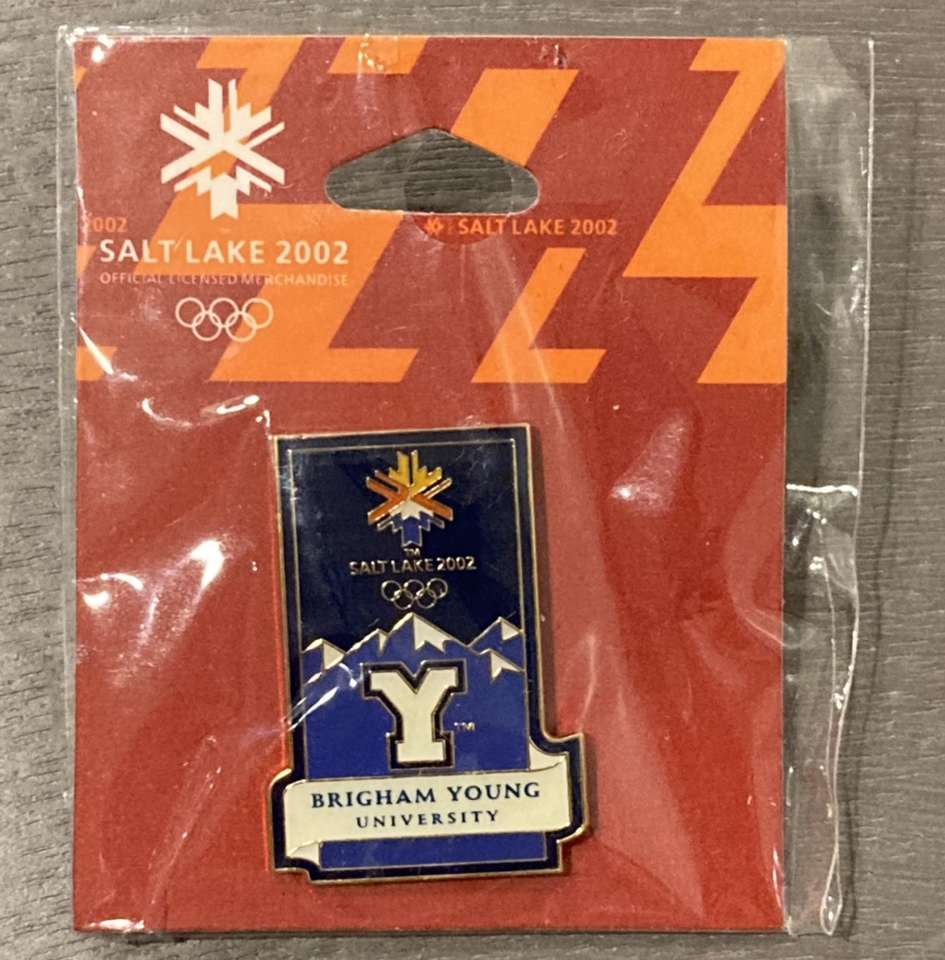 2002
SALT LAKE 2002
SALT LAKE 2002
OFFICIAL LICENSED MERCHANDISE
TM
SALT LAKE 2002
Y
TM
BRIGHAM YOUNG
UNIVERSITY